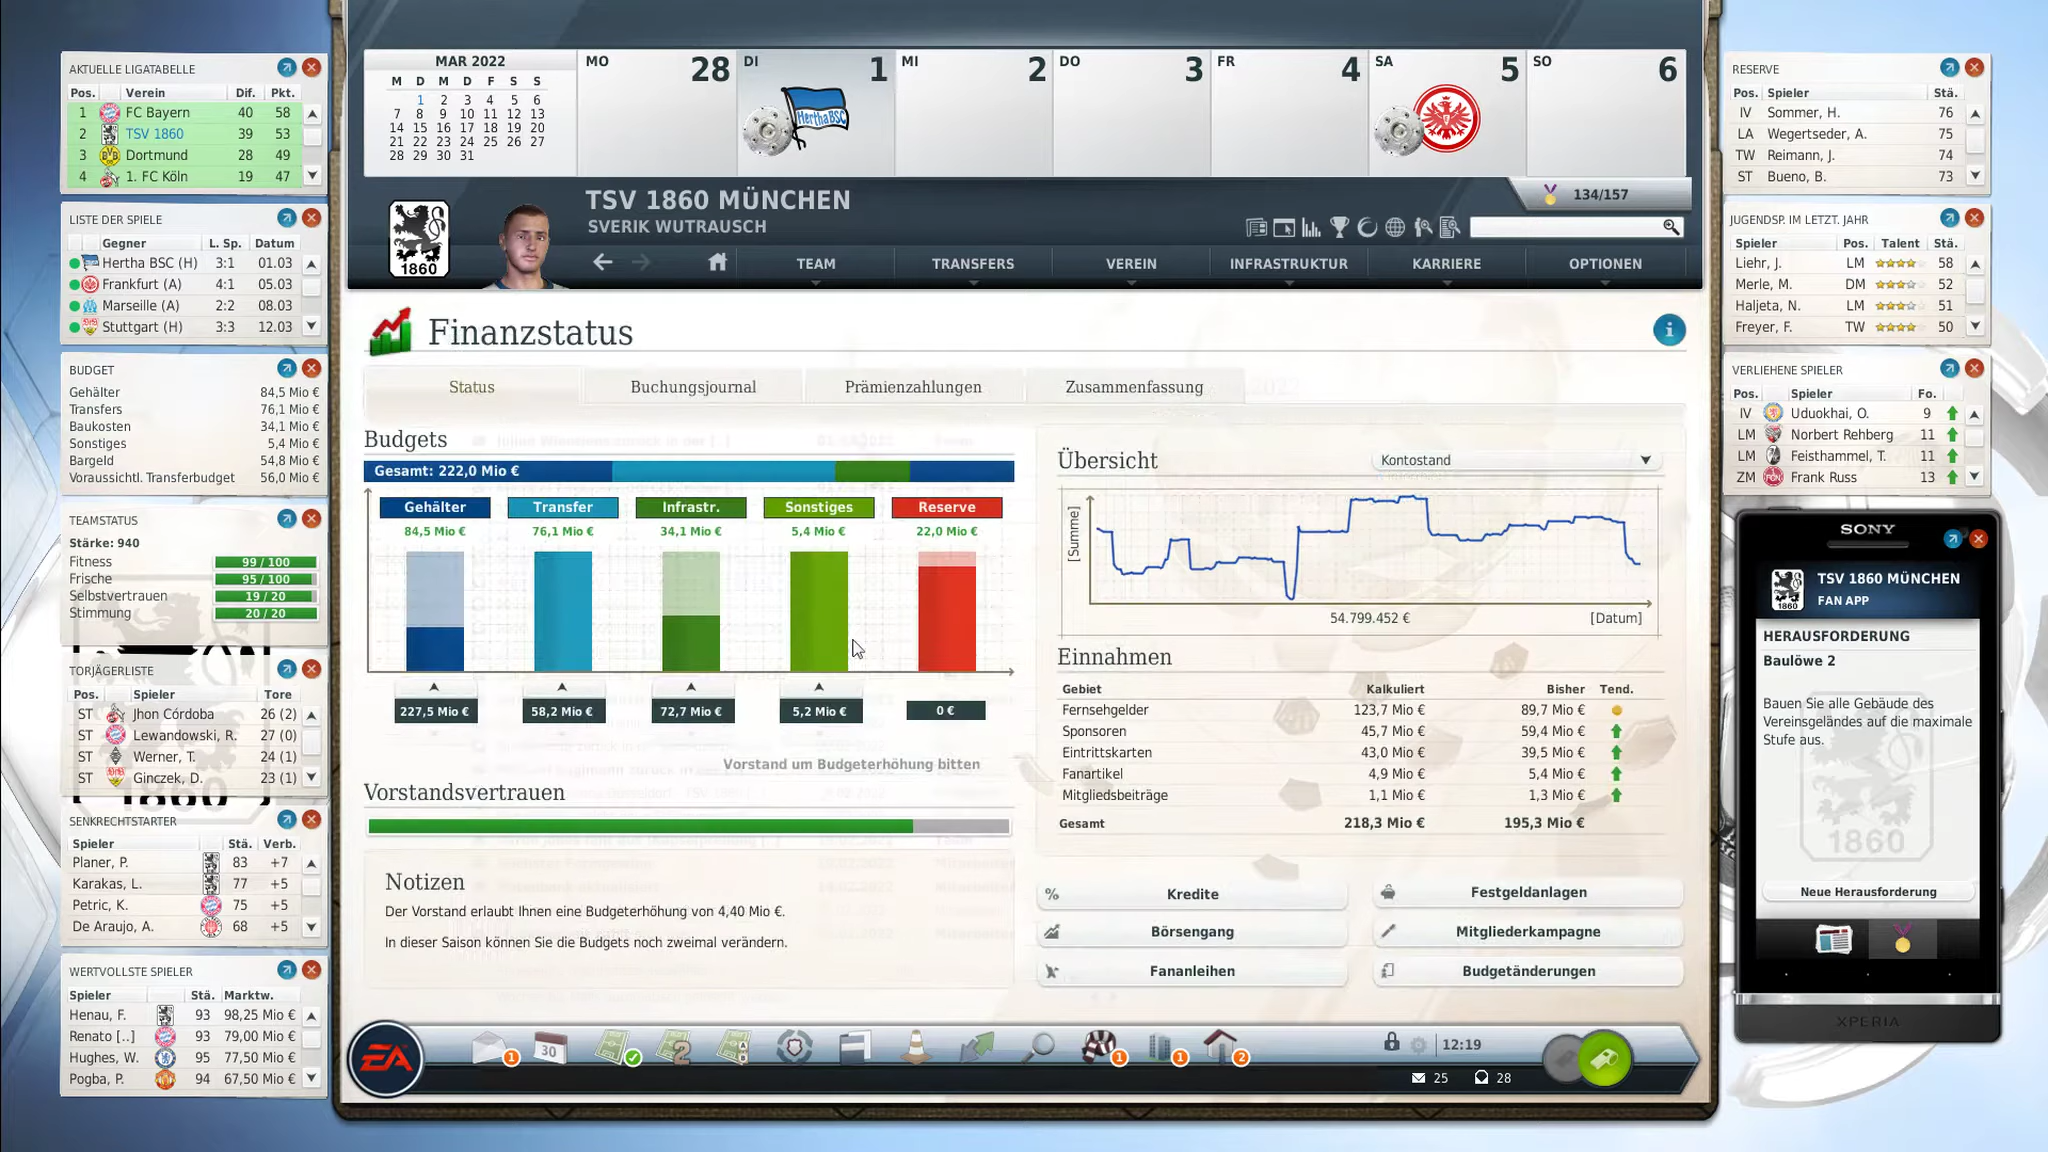 AKTUELLE LIGATABELLE
Pos. Verein Dif. Pkt.
1 FC Bayern 40 58
2 TSV 1860 39 53
3 Dortmund 28 49
4 1. FC Köln 19 47
LISTE DER SPIELE
Gegner L. Sp. Datum
Hertha BSC (H) 3:1 01.03
Frankfurt (A) 4:1 05.03
Marseille (A) 2:2 08.03
Stuttgart (H) 3:3 12.03
BUDGET
Gehälter 84,5 Mio €
Transfers 76,1 Mio €
Baukosten 34,1 Mio €
Sonstiges 5,4 Mio €
Bargeld 54,8 Mio €
Voraussichtl. Transferbudget 56,0 Mio €
TEAMSTATUS
Stärke: 940
Fitness 99 / 100
Frische 95 / 100
Selbstvertrauen 19 / 20
Stimmung 20 / 20
TORJÄGERLISTE
Pos. Spieler Tore
ST Jhon Córdoba 26 (2)
ST Lewandowski, R. 27 (0)
ST Werner, T. 24 (1)
ST Ginczek, D. 23 (1)
SENKRECHTSTARTER
Spieler Stä. Verb.
Planer, P. 83 +7
Karakas, L. 77 +5
Petric, K. 75 +5
De Araujo, A. 68 +5
WERTVOLLSTE SPIELER
Spieler Stä. Marktw.
Henau, F. 93 98,25 Mio €
Renato [..] 93 79,00 Mio €
Hughes, W. 95 77,50 Mio €
Pogba, P. 94 67,50 Mio €
MAR 2022
M D M D F S S
1 2 3 4 5 6
7 8 9 10 11 12 13
14 15 16 17 18 19 20
21 22 23 24 25 26 27
28 29 30 31
MO 28 DI 1 MI 2 DO 3 FR 4 SA 5 SO 6
Hertha BSC
TSV 1860 MÜNCHEN
SVERIK WUTRAUSCH
1860
134/157
TEAM TRANSFERS VEREIN INFRASTRUKTUR KARRIERE OPTIONEN
Finanzstatus
Status Buchungsjournal Prämienzahlungen Zusammenfassung
Budgets
Gesamt: 222,0 Mio €
Gehälter Transfer Infrastr. Sonstiges Reserve
84,5 Mio € 76,1 Mio € 34,1 Mio € 5,4 Mio € 22,0 Mio €
227,5 Mio € 58,2 Mio € 72,7 Mio € 5,2 Mio € 0 €
Vorstand um Budgeterhöhung bitten
Vorstandsvertrauen
Notizen
Der Vorstand erlaubt Ihnen eine Budgeterhöhung von 4,40 Mio €.
In dieser Saison können Sie die Budgets noch zweimal verändern.
Übersicht Kontostand
[Summe]
54.799.452 € [Datum]
Einnahmen
Gebiet Kalkuliert Bisher Tend.
Fernsehgelder 123,7 Mio € 89,7 Mio €
Sponsoren 45,7 Mio € 59,4 Mio €
Eintrittskarten 43,0 Mio € 39,5 Mio €
Fanartikel 4,9 Mio € 5,4 Mio €
Mitgliedsbeiträge 1,1 Mio € 1,3 Mio €
Gesamt 218,3 Mio € 195,3 Mio €
Kredite Festgeldanlagen
Börsengang Mitgliederkampagne
Fananleihen Budgetänderungen
EA
1 30 2 1 1 2
12:19
25 28
RESERVE
Pos. Spieler Stä.
IV Sommer, H. 76
LA Wegertseder, A. 75
TW Reimann, J. 74
ST Bueno, B. 73
JUGENDSP. IM LETZT. JAHR
Spieler Pos. Talent Stä.
Liehr, J. LM 58
Merle, M. DM 52
Haljeta, N. LM 51
Freyer, F. TW 50
VERLIEHENE SPIELER
Pos. Spieler Fo.
IV Uduokhai, O. 9
LM Norbert Rehberg 11
LM Feisthammel, T. 11
ZM Frank Russ 13
SONY
TSV 1860 MÜNCHEN
FAN APP
HERAUSFORDERUNG
Baulöwe 2
Bauen Sie alle Gebäude des
Vereinsgeländes auf die maximale
Stufe aus.
1860
Neue Herausforderung
XPERIA